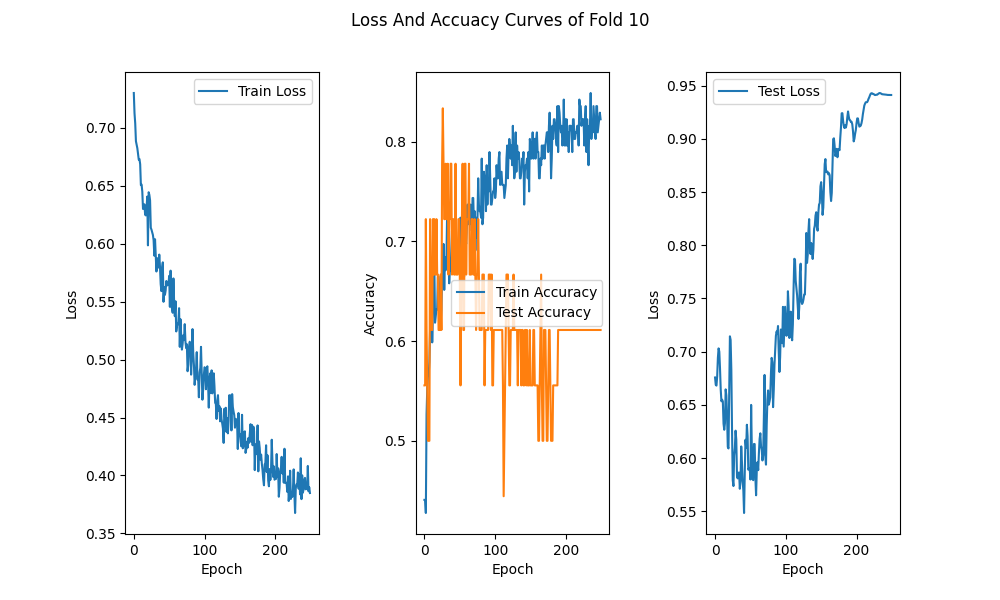 Loss And Accuacy Curves of Fold 10
Train Loss
0.70
0.65
0.60
0.55
0.50
0.45
0.40
0.35
Loss
0 100 200
Epoch
0.8
0.7
0.6
0.5
Accuracy
Train Accuracy
Test Accuracy
0 100 200
Epoch
Test Loss
0.95
0.90
0.85
0.80
0.75
0.70
0.65
0.60
0.55
Loss
0 100 200
Epoch